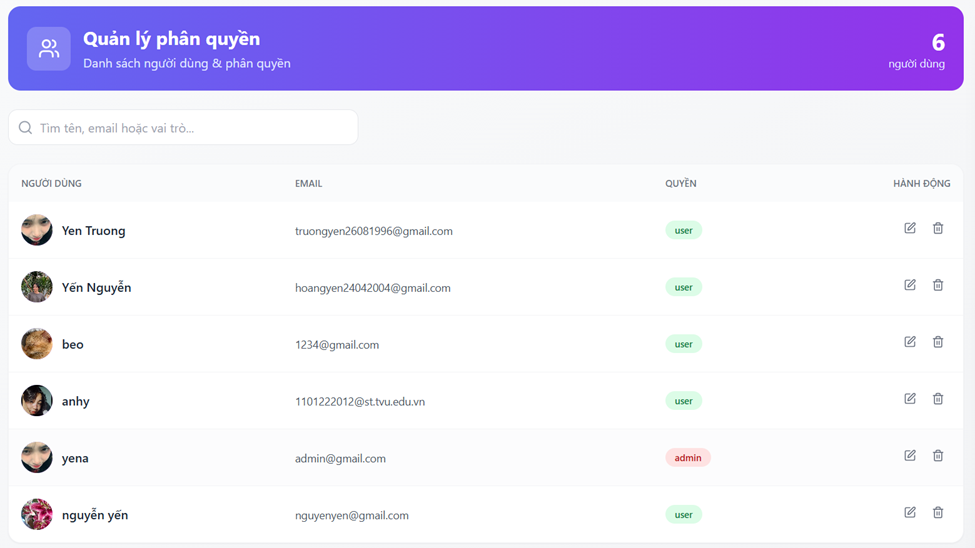 Quản lý phân quyền
Danh sách người dùng & phân quyền
6
người dùng
Tìm tên, email hoặc vai trò...
NGƯỜI DÙNG EMAIL QUYỀN HÀNH ĐỘNG
Yen Truong truongyen26081996@gmail.com user
Yến Nguyễn hoangyen24042004@gmail.com user
beo 1234@gmail.com user
anhy 1101222012@st.tvu.edu.vn user
yena admin@gmail.com admin
nguyễn yến nguyenyen@gmail.com user